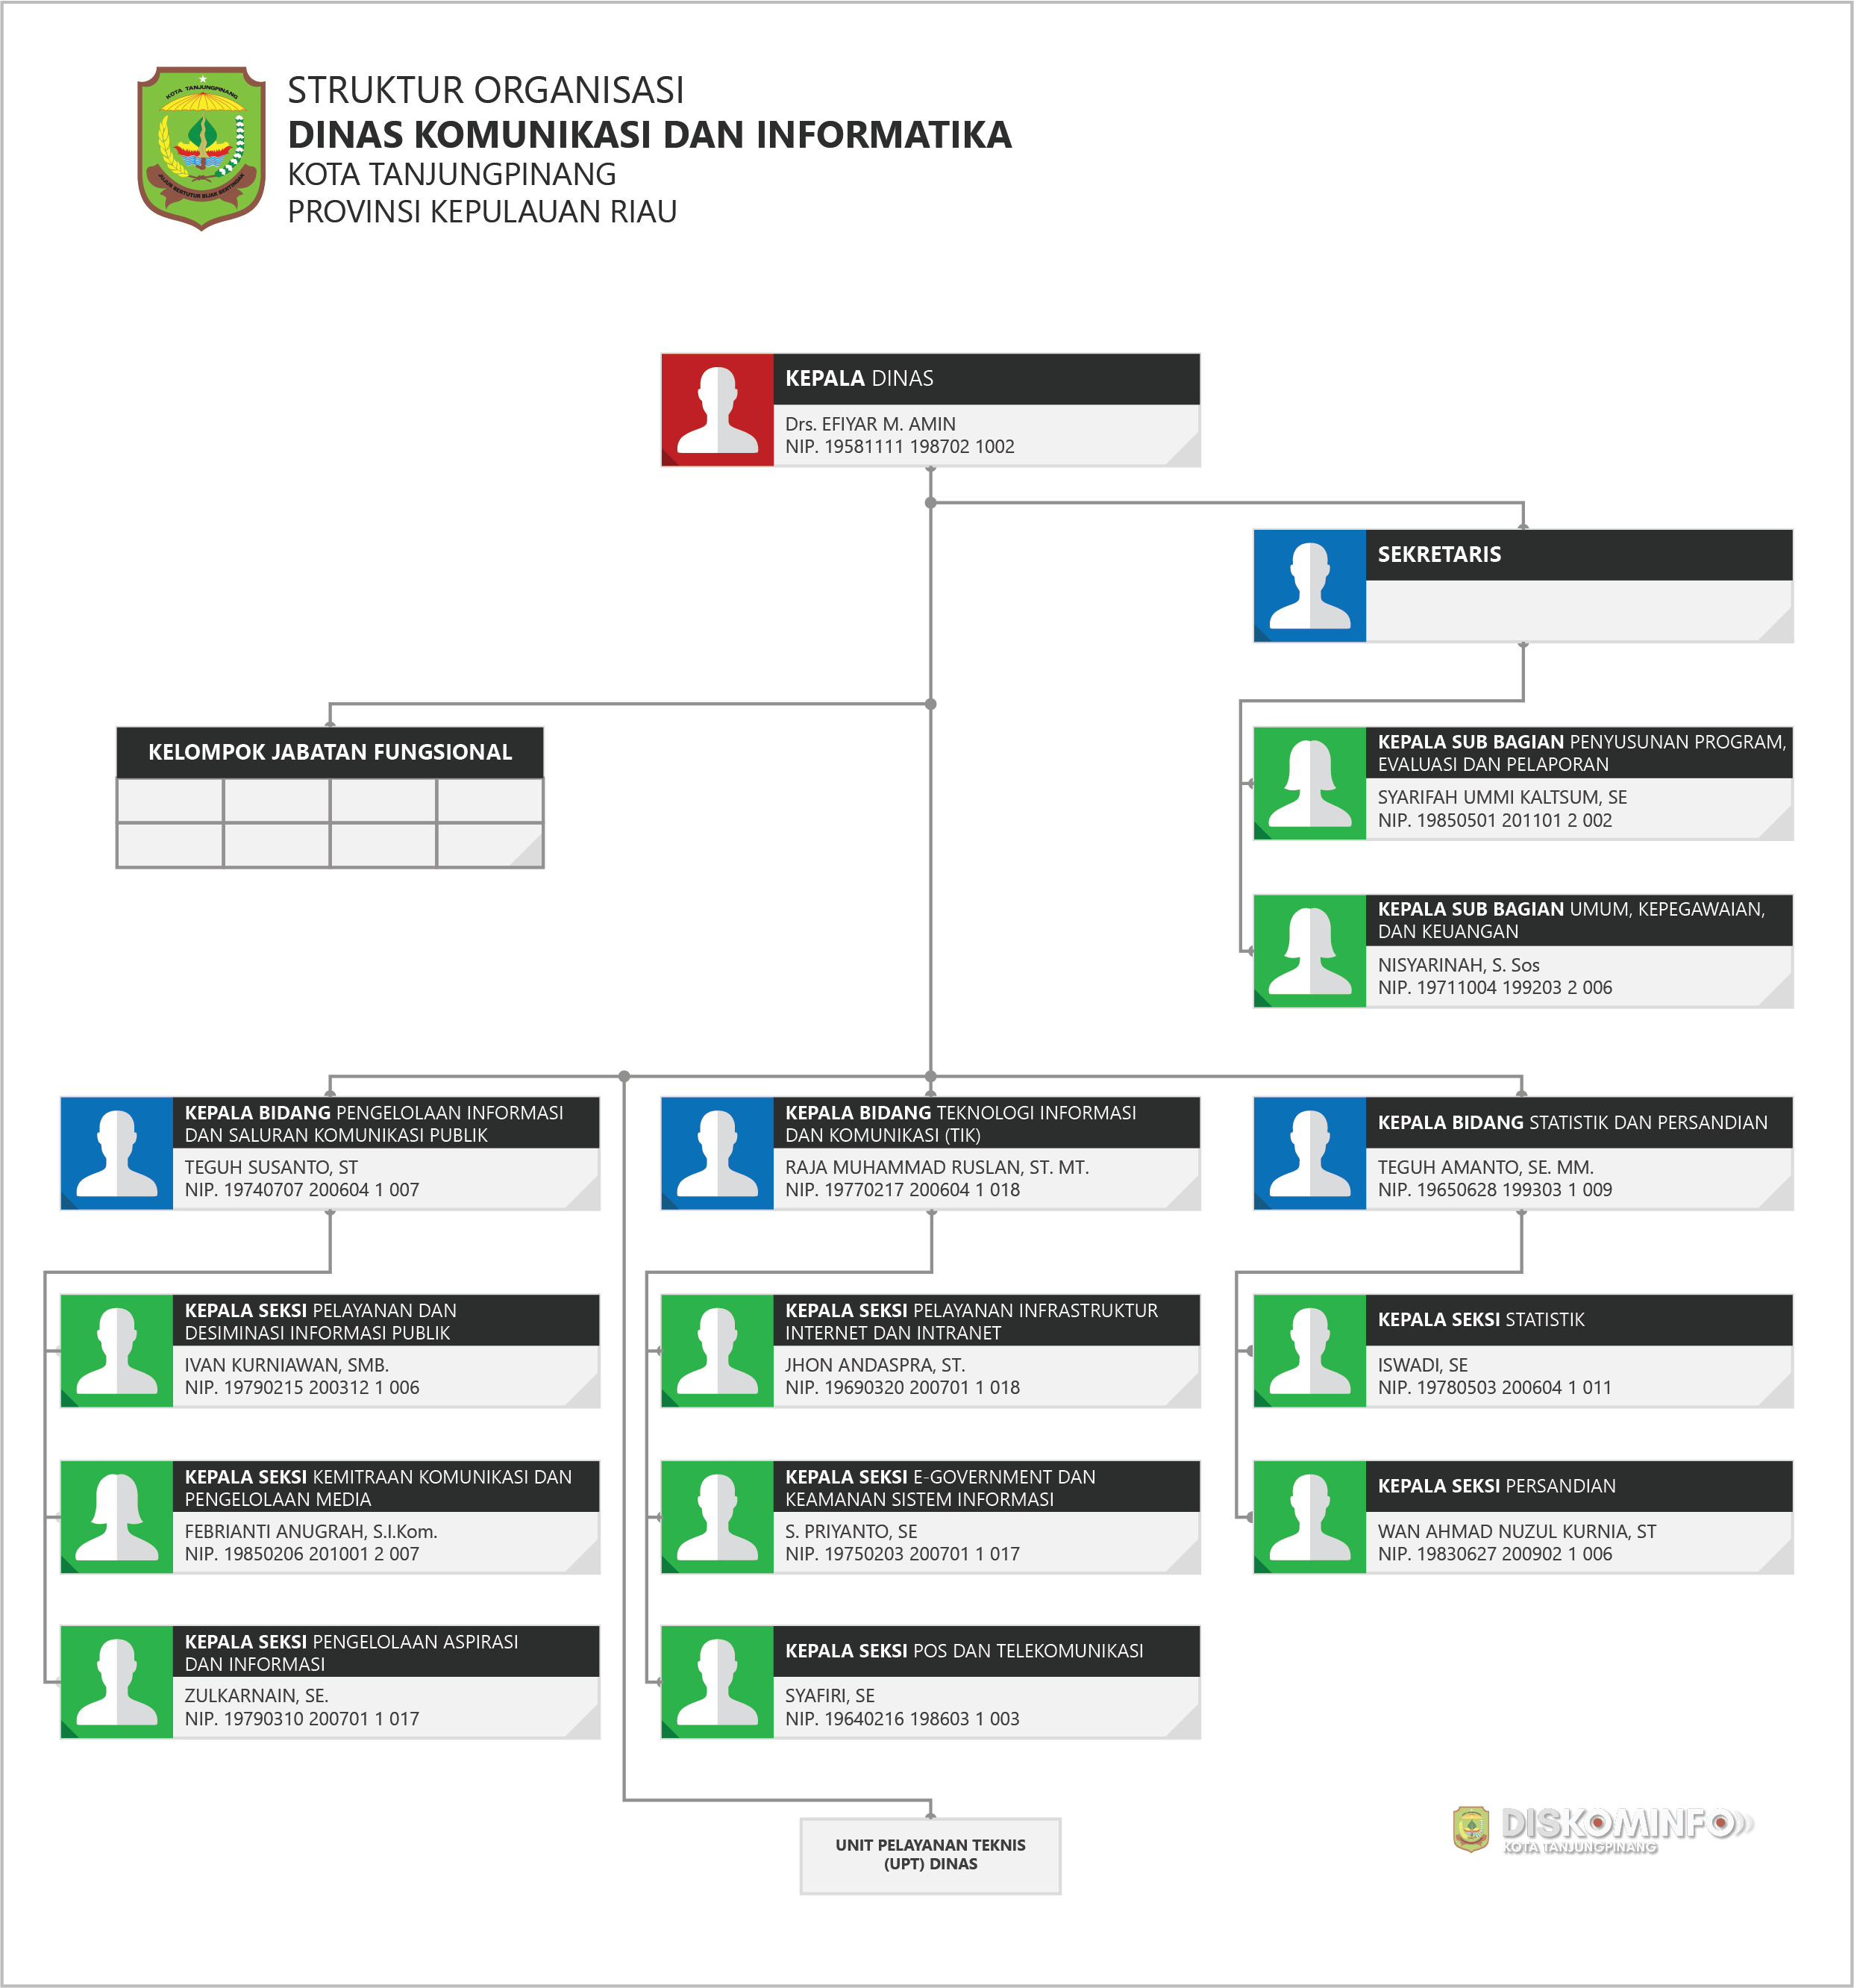 KOTA TANJUNGPINANG
JUJUR BERTUTUR BIJAK BERTINDAK
STRUKTUR ORGANISASI
DINAS KOMUNIKASI DAN INFORMATIKA
KOTA TANJUNGPINANG
PROVINSI KEPULAUAN RIAU
KEPALA DINAS
Drs. EFIYAR M. AMIN
NIP. 19581111 198702 1002
SEKRETARIS
KELOMPOK JABATAN FUNGSIONAL
KEPALA SUB BAGIAN PENYUSUNAN PROGRAM,
EVALUASI DAN PELAPORAN
SYARIFAH UMMI KALTSUM, SE
NIP. 19850501 201101 2 002
KEPALA SUB BAGIAN UMUM, KEPEGAWAIAN,
DAN KEUANGAN
NISYARINAH, S. Sos
NIP. 19711004 199203 2 006
KEPALA BIDANG PENGELOLAAN INFORMASI
DAN SALURAN KOMUNIKASI PUBLIK
TEGUH SUSANTO, ST
NIP. 19740707 200604 1 007
KEPALA BIDANG TEKNOLOGI INFORMASI
DAN KOMUNIKASI (TIK)
RAJA MUHAMMAD RUSLAN, ST. MT.
NIP. 19770217 200604 1 018
KEPALA BIDANG STATISTIK DAN PERSANDIAN
TEGUH AMANTO, SE. MM.
NIP. 19650628 199303 1 009
KEPALA SEKSI PELAYANAN DAN
DESIMINASI INFORMASI PUBLIK
IVAN KURNIAWAN, SMB.
NIP. 19790215 200312 1 006
KEPALA SEKSI PELAYANAN INFRASTRUKTUR
INTERNET DAN INTRANET
JHON ANDASPRA, ST.
NIP. 19690320 200701 1 018
KEPALA SEKSI STATISTIK
ISWADI, SE
NIP. 19780503 200604 1 011
KEPALA SEKSI KEMITRAAN KOMUNIKASI DAN
PENGELOLAAN MEDIA
FEBRIANTI ANUGRAH, S.I.Kom.
NIP. 19850206 201001 2 007
KEPALA SEKSI E-GOVERNMENT DAN
KEAMANAN SISTEM INFORMASI
S. PRIYANTO, SE
NIP. 19750203 200701 1 017
KEPALA SEKSI PERSANDIAN
WAN AHMAD NUZUL KURNIA, ST
NIP. 19830627 200902 1 006
KEPALA SEKSI PENGELOLAAN ASPIRASI
DAN INFORMASI
ZULKARNAIN, SE.
NIP. 19790310 200701 1 017
KEPALA SEKSI POS DAN TELEKOMUNIKASI
SYAFIRI, SE
NIP. 19640216 198603 1 003
UNIT PELAYANAN TEKNIS
(UPT) DINAS
DISKOMINFO
KOTA TANJUNGPINANG